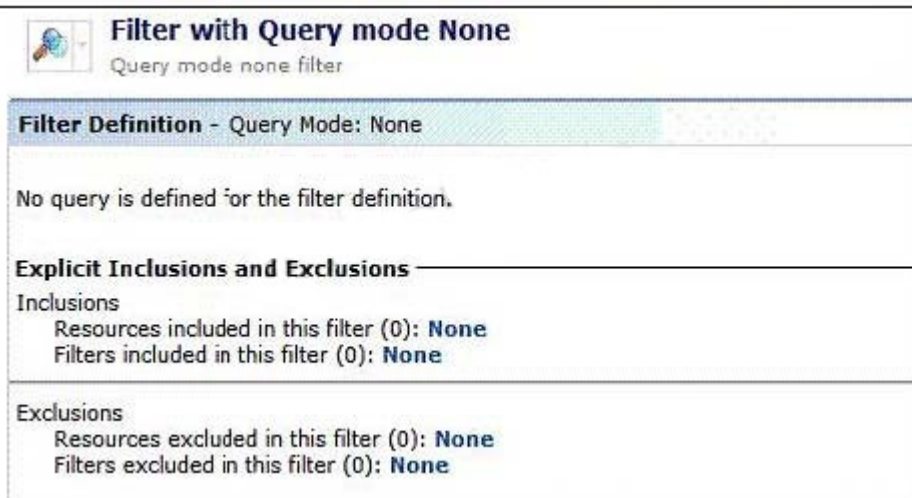 Filter with Query mode None
Query mode none filter
Filter Definition - Query Mode: None
No query is defined for the filter definition.
Explicit Inclusions and Exclusions
Inclusions
Resources included in this filter (0): None
Filters included in this filter (0): None
Exclusions
Resources excluded in this filter (0): None
Filters excluded in this filter (0): None